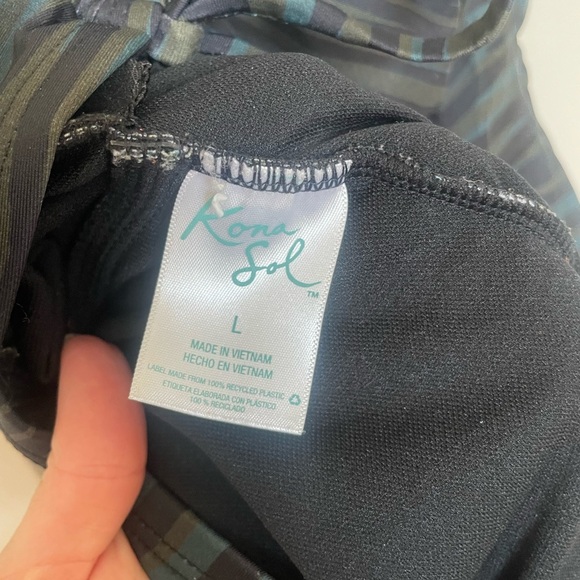 Kona
Sol
™
L
MADE IN VIETNAM
HECHO EN VIETNAM
LABEL MADE FROM 100% RECYCLED PLASTIC
ETIQUETA ELABORADA CON PLÁSTICO
100 % RECICLADO